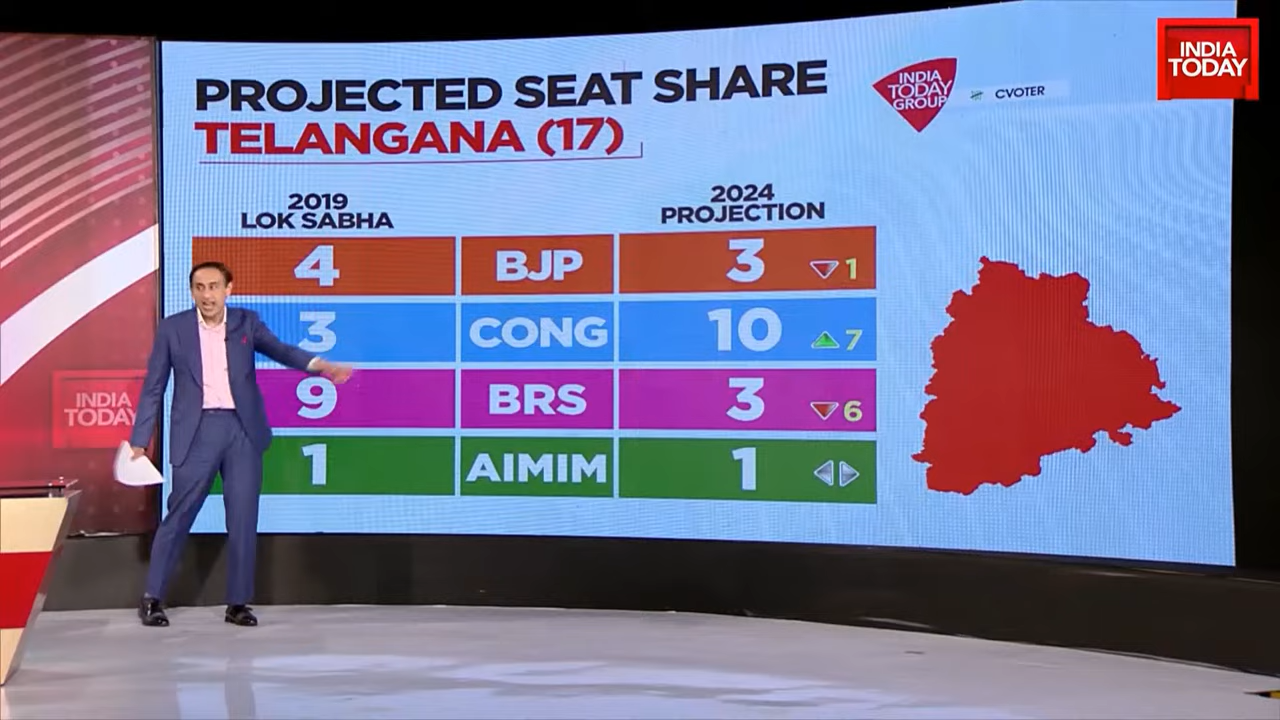 PROJECTED SEAT SHARE
TELANGANA (17)
INDIA
TODAY
GROUP
CVOTER
INDIA
TODAY
2019
LOK SABHA
2024
PROJECTION
4 BJP 3 1
3 CONG 10 7
9 BRS 3 6
1 AIMIM 1
INDIA
TODAY